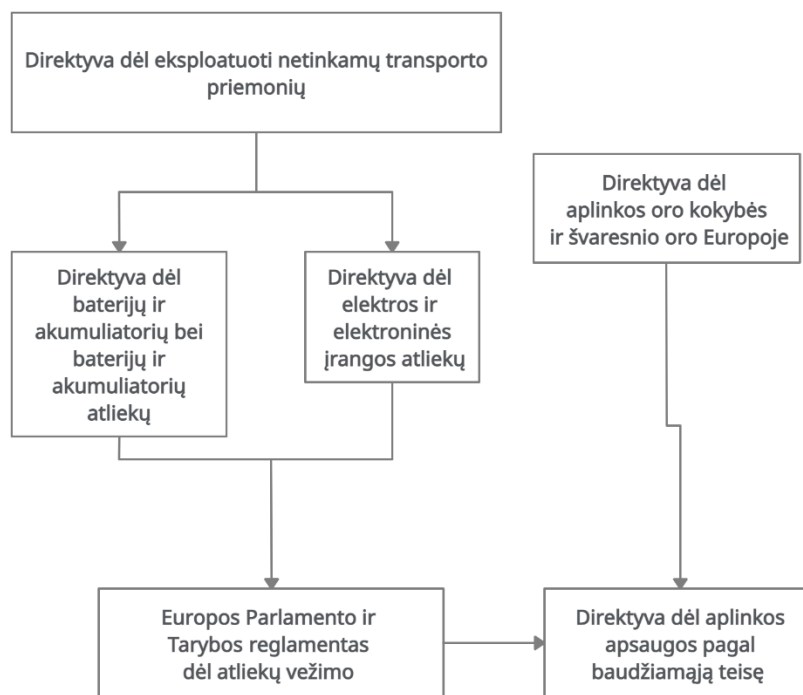 Direktyva dėl eksploatuoti netinkamų transporto
priemonių
Direktyva dėl
aplinkos oro kokybės
ir švaresnio oro Europoje
Direktyva dėl
baterijų ir
akumuliatorių bei
baterijų ir
akumuliatorių
atliekų
Direktyva dėl
elektros ir
elektroninės
įrangos atliekų
Europos Parlamento ir
Tarybos reglamentas
dėl atliekų vežimo
Direktyva dėl aplinkos
apsaugos pagal
baudžiamąją teisę